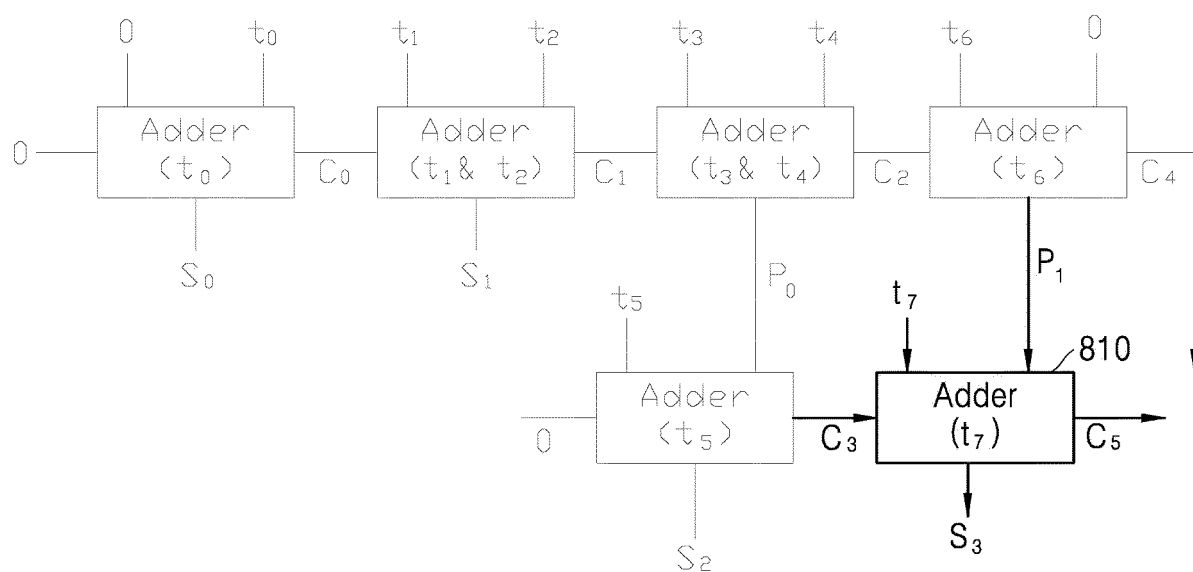 0 t₀ t₁ t₂ t₃ t₄ t₆ 0
Adder Adder Adder Adder
0 (t₀) C₀ (t₁& t₂) C₁ (t₃& t₄) C₂ (t₆) C₄
S₀ S₁ P₀ P₁
t₅ t₇
810
Adder Adder
0 (t₅) C₃ (t₇) C₅
S₂ S₃